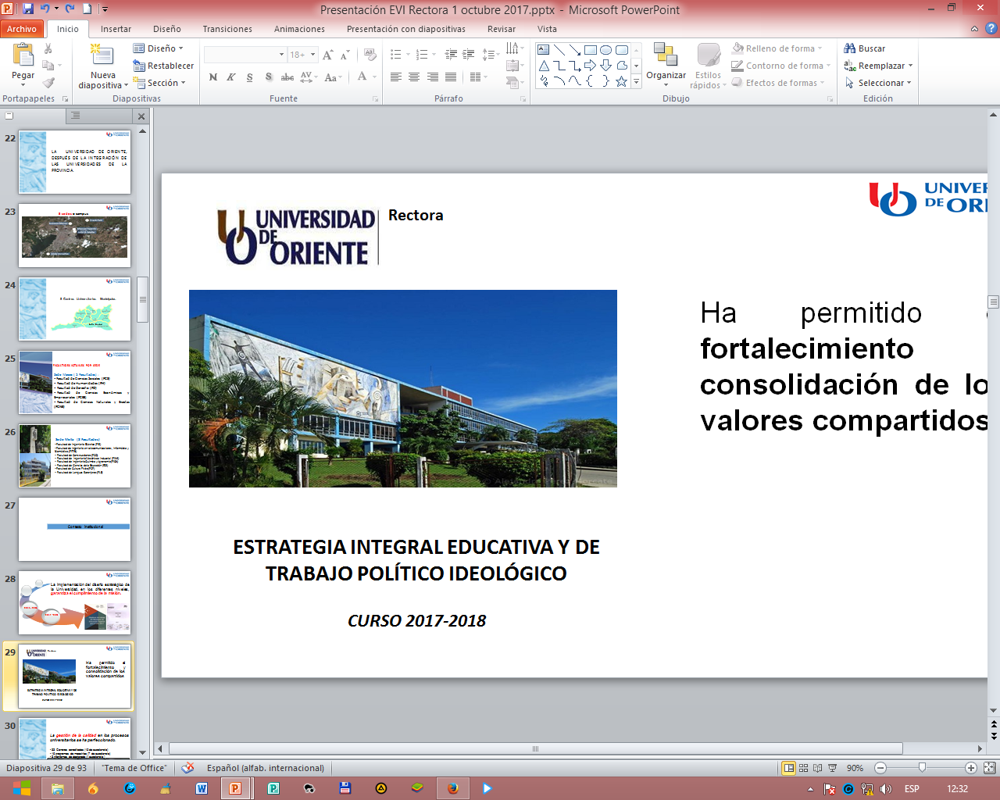 Presentación EVI Rectora 1 octubre 2017.pptx - Microsoft PowerPoint
Archivo Inicio Insertar Diseño Transiciones Animaciones Presentación con diapositivas Revisar Vista
Pegar
Portapapeles
Nueva diapositiva
Diseño
Restablecer
Sección
Diapositivas
18+
N K S S abc AV Aa A
Fuente
Párrafo
Organizar
Estilos rápidos
Relleno de forma
Contorno de forma
Efectos de formas
Dibujo
Buscar
Reemplazar
Seleccionar
Edición
22
LA UNIVERSIDAD DE ORIENTE,
DESPUÉS DE LA INTEGRACIÓN DE
LAS UNIVERSIDADES DE LA
PROVINCIA
23
24
25
26
27
28
La implementación del diseño estratégico de
la Universidad, en los diferentes niveles,
garantiza el cumplimiento de la misión.
29
Ha permitido el
fortalecimiento y
consolidación de los
valores compartidos
ESTRATEGIA INTEGRAL EDUCATIVA Y DE
TRABAJO POLÍTICO IDEOLÓGICO
CURSO 2017-2018
30
La gestión de la calidad en los procesos
universitarios se ha perfeccionado.
UNIVERSIDAD
DE
ORIENTE
Rectora
UNIVER
DE ORI
Ha permitido
fortalecimiento
consolidación de lo
valores compartidos
ESTRATEGIA INTEGRAL EDUCATIVA Y DE
TRABAJO POLÍTICO IDEOLÓGICO
CURSO 2017-2018
Diapositiva 29 de 93 "Tema de Office" Español (alfab. internacional) 90%
ESP 12:32